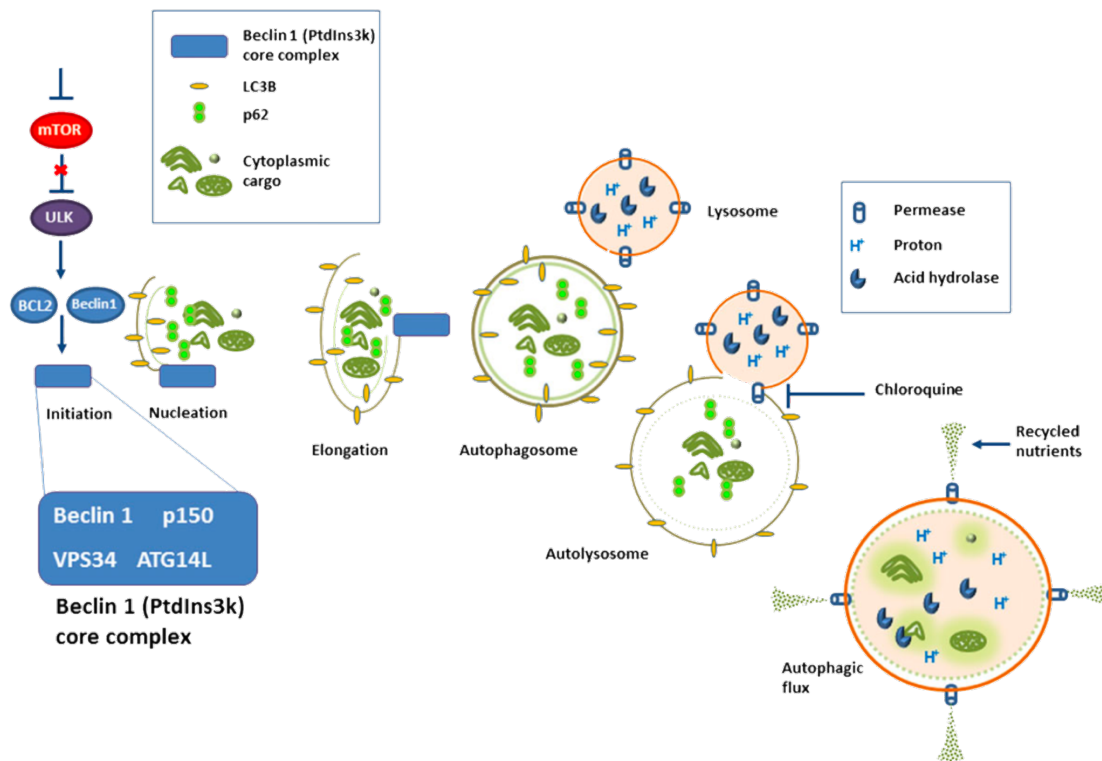 Beclin 1 (PtdIns3k)
core complex
LC3B
p62
Cytoplasmic
cargo
mTOR
ULK
BCL2
Beclin1
Initiation
Nucleation
Beclin 1 p150
VPS34 ATG14L
Beclin 1 (PtdIns3k)
core complex
Elongation
Autophagosome
H⁺
H⁺
H⁺
H⁺
Lysosome
Permease
H⁺ Proton
Acid hydrolase
H⁺
H⁺
H⁺
H⁺
Chloroquine
Autolysosome
Recycled
nutrients
H⁺
H⁺
H⁺
H⁺
H⁺
Autophagic
flux